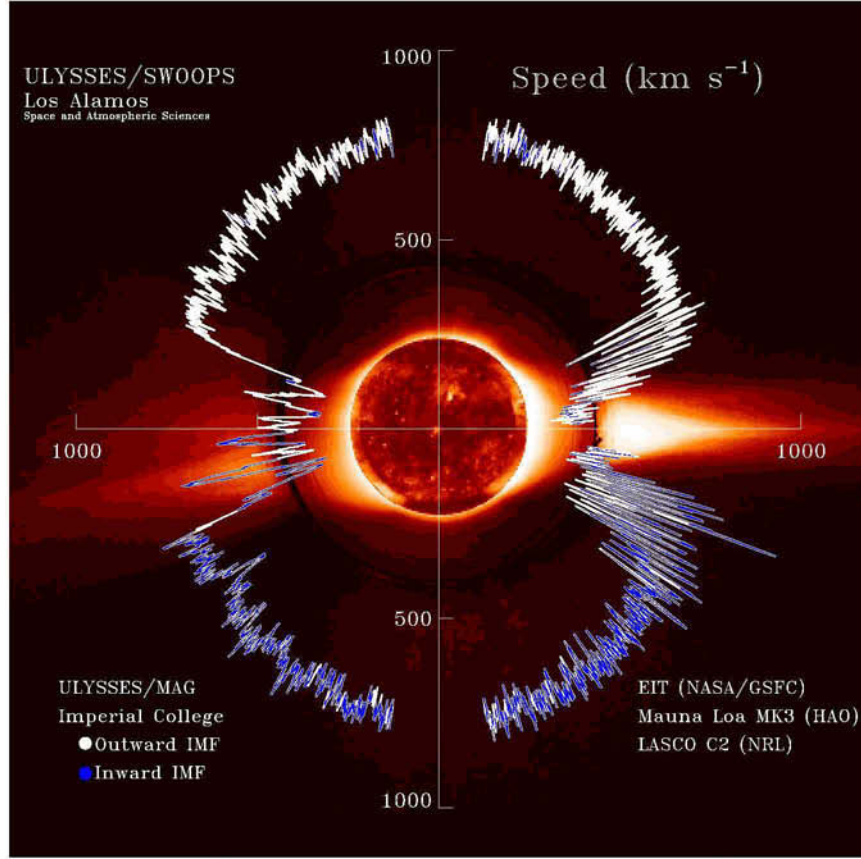 ULYSSES/SWOOPS
Los Alamos
Space and Atmospheric Sciences
1000
Speed (km s⁻¹)
500
1000
1000
500
ULYSSES/MAG
Imperial College
Outward IMF
Inward IMF
EIT (NASA/GSFC)
Mauna Loa MK3 (HAO)
LASCO C2 (NRL)
1000